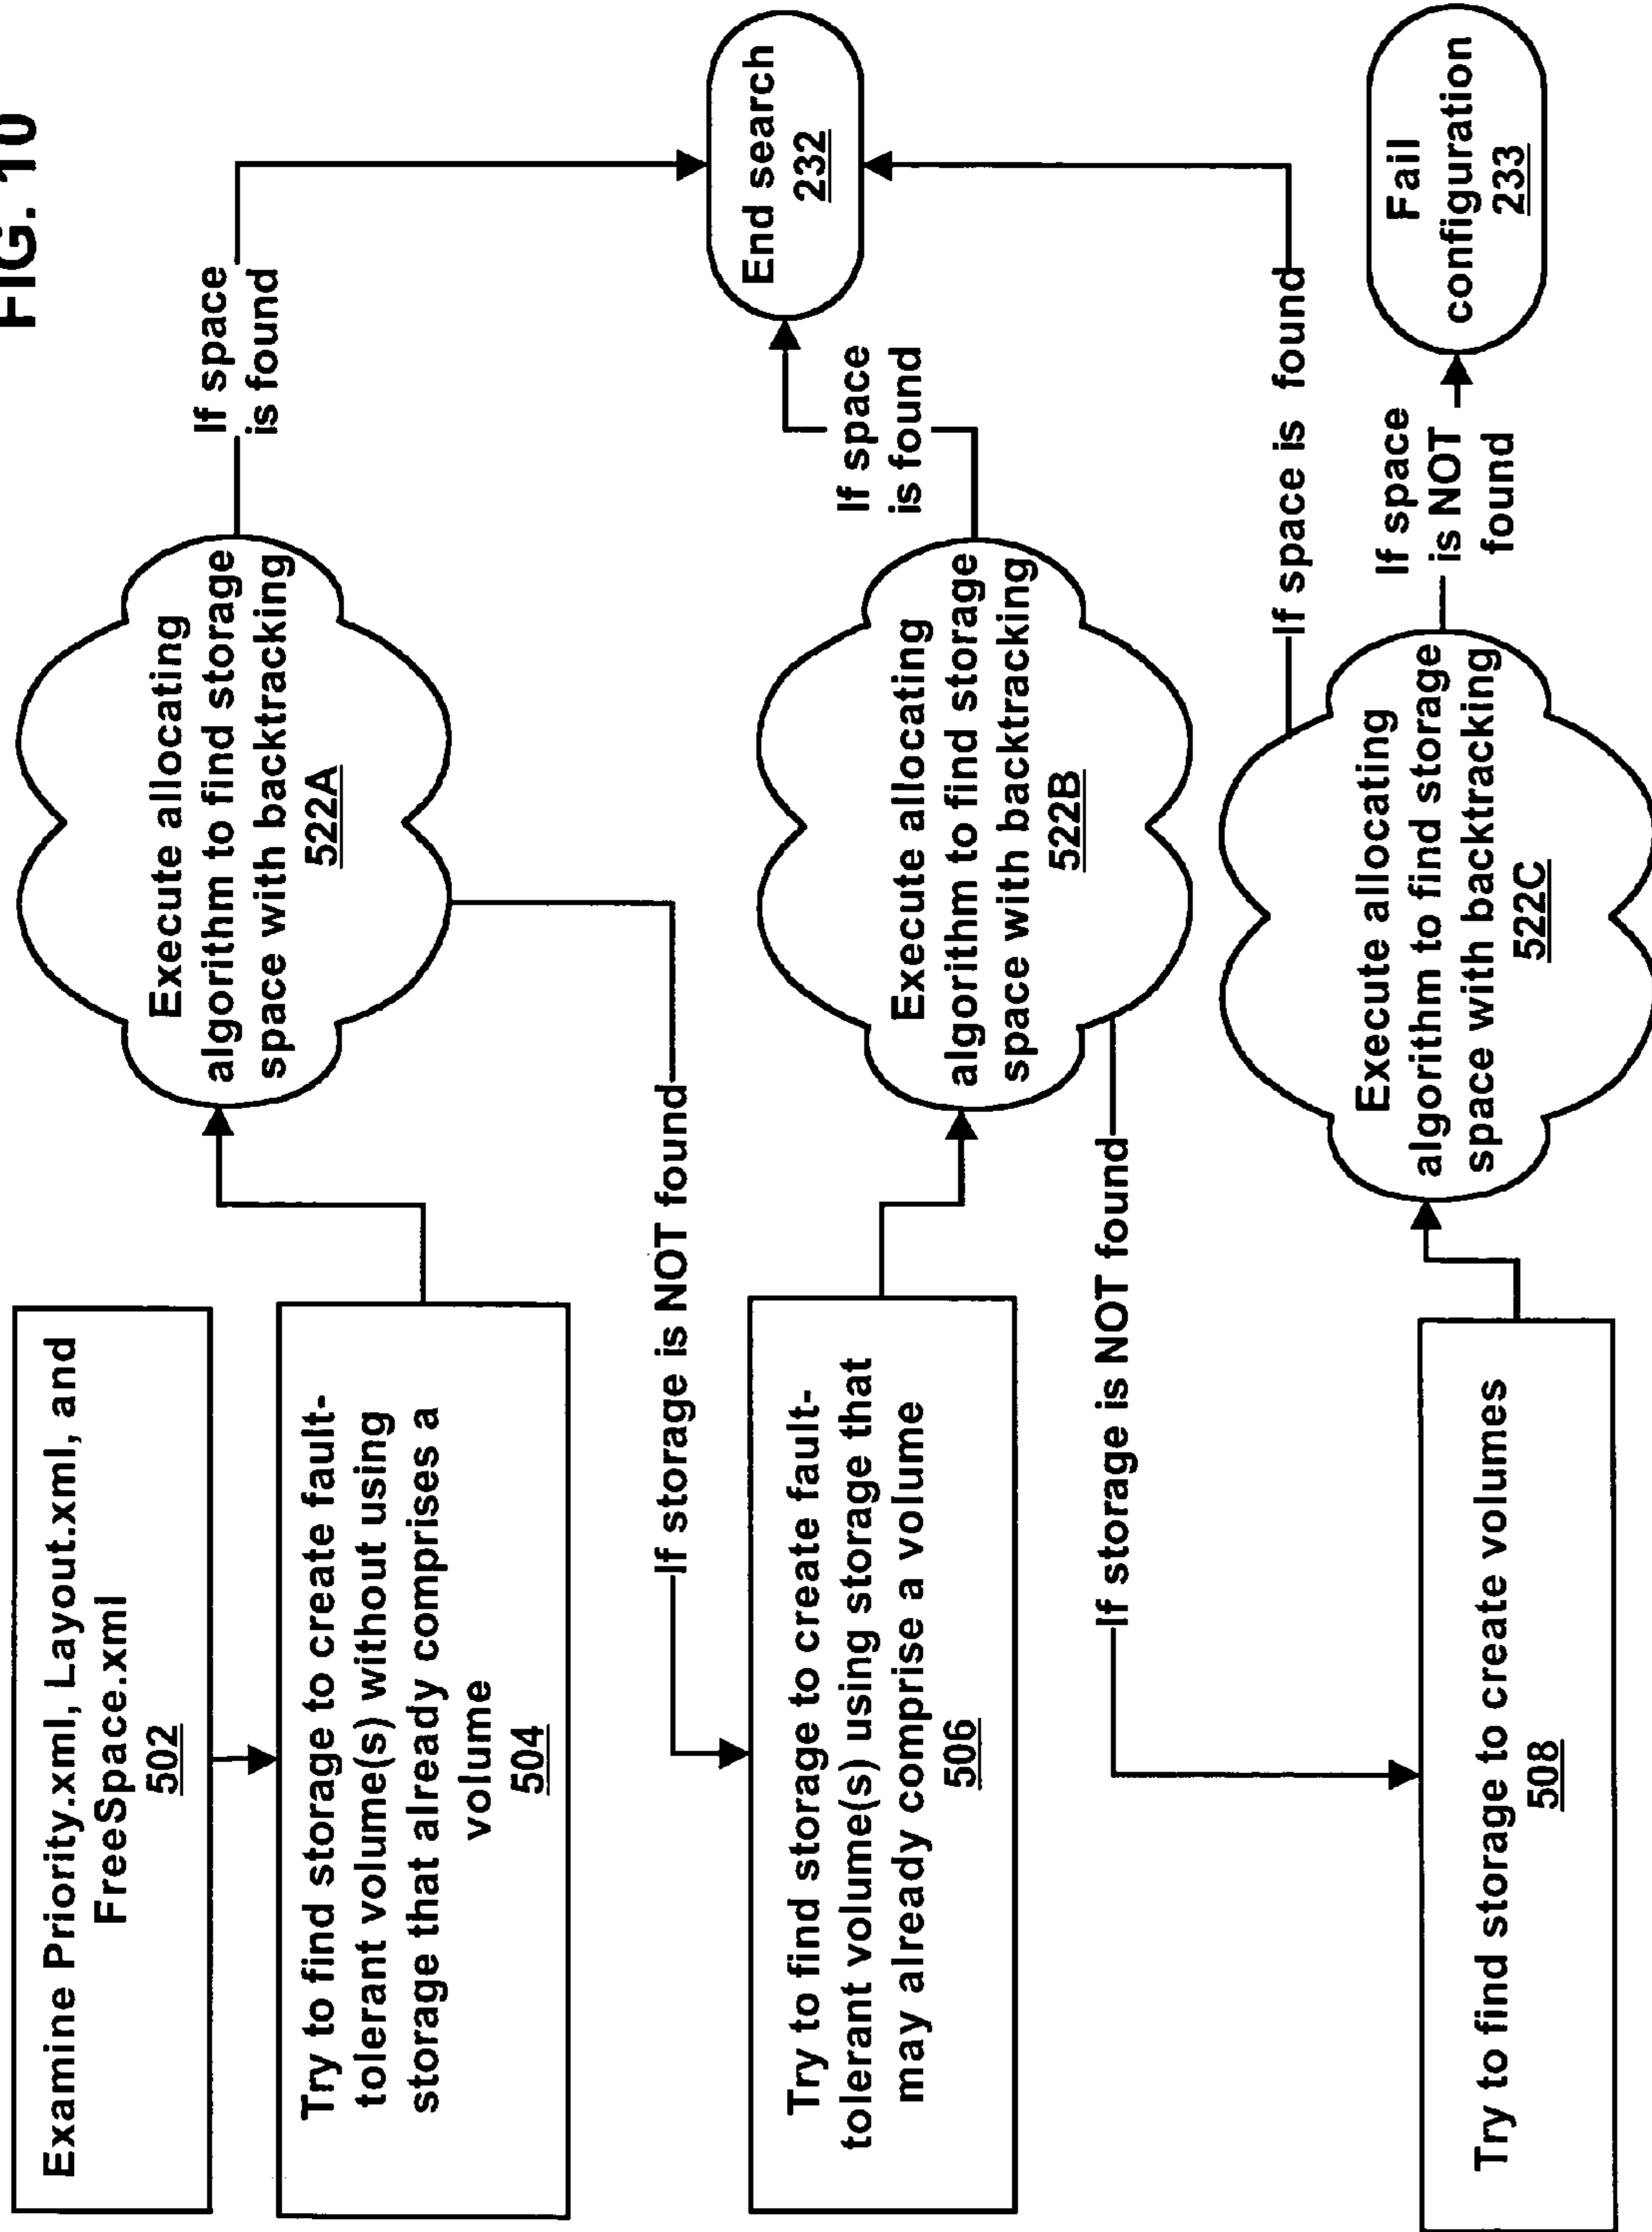 FIG. 10
Examine Priority.xml, Layout.xml, and
FreeSpace.xml
502
Try to find storage to create fault-
tolerant volume(s) without using
storage that already comprises a
volume
504
Execute allocating
algorithm to find storage
space with backtracking
522A
If space
is found
End search
232
If storage is NOT found
Try to find storage to create fault-
tolerant volume(s) using storage that
may already comprise a volume
506
Execute allocating
algorithm to find storage
space with backtracking
522B
If space
is found
If storage is NOT found
Try to find storage to create volumes
508
Execute allocating
algorithm to find storage
space with backtracking
522C
If space is found
If space
is NOT
found
Fail
configuration
233